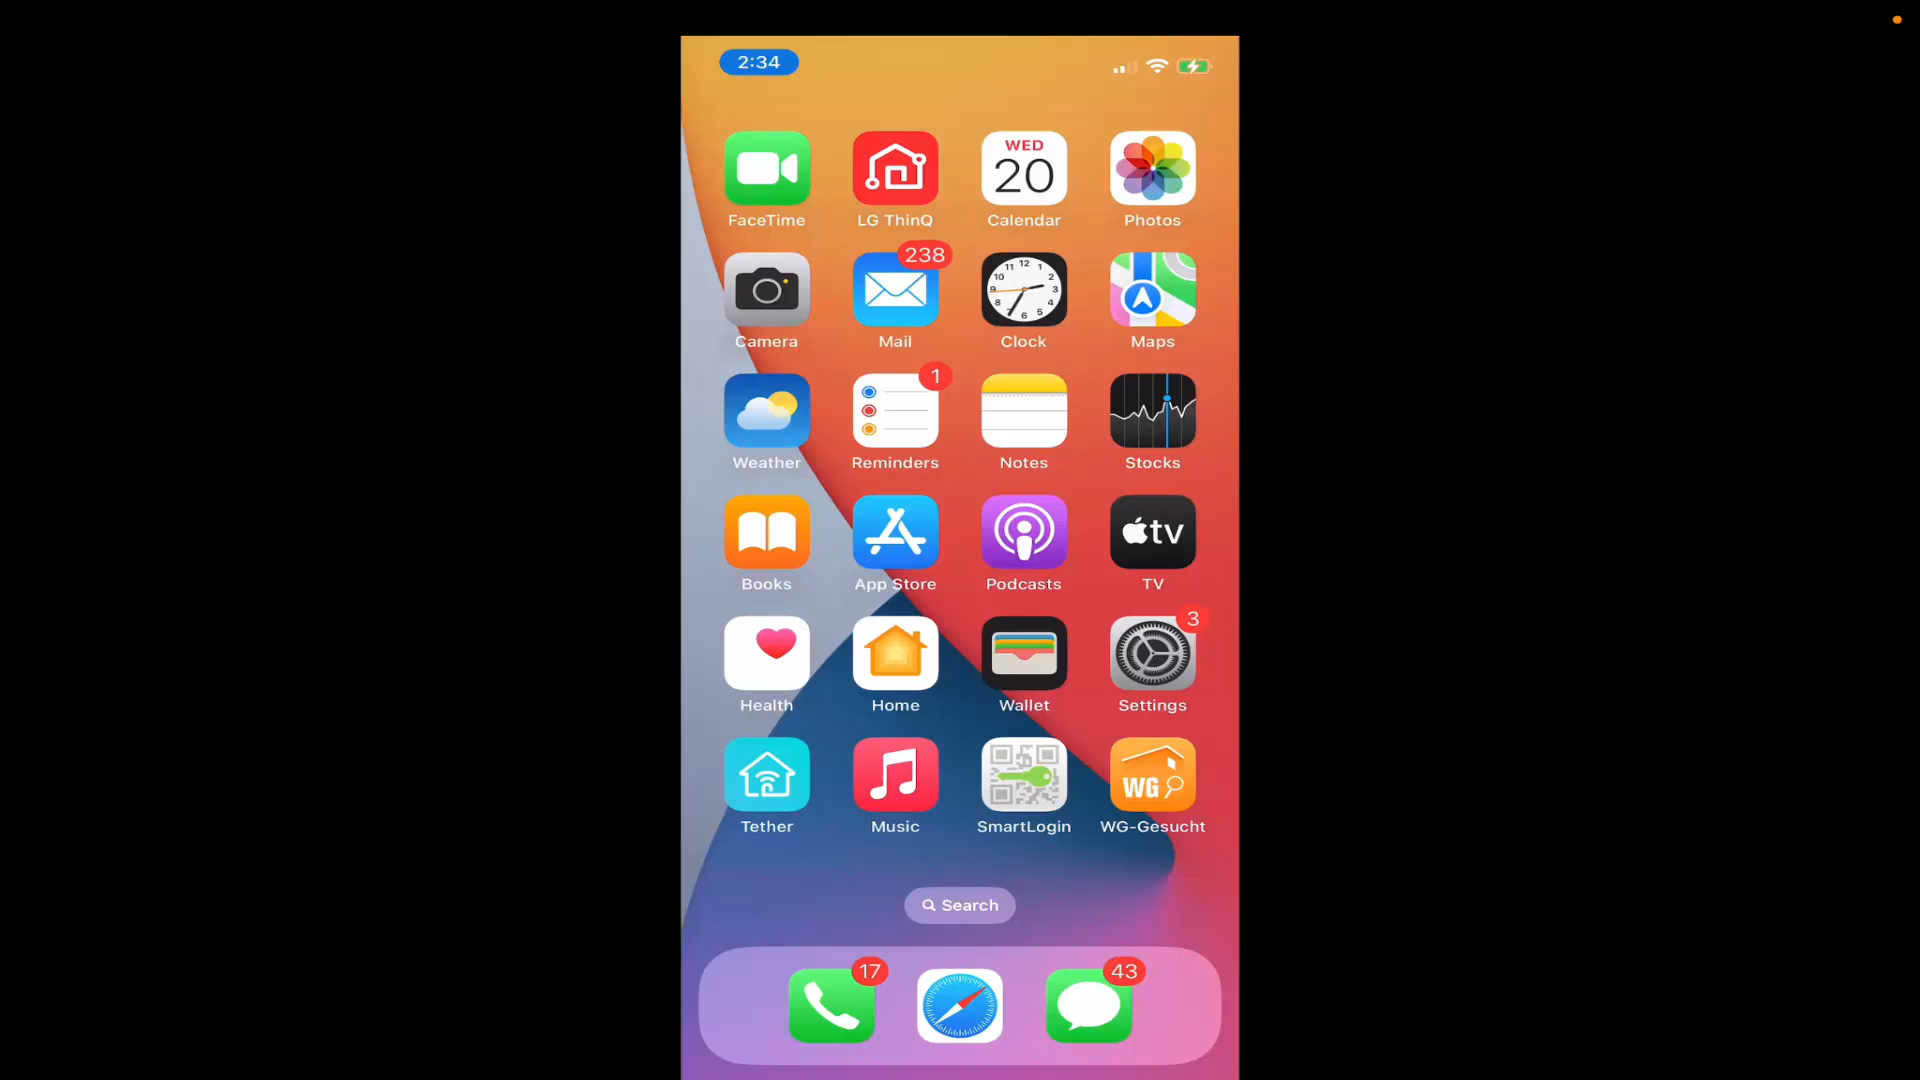 2:34
WED
20
FaceTime LG ThinQ Calendar Photos
238
Camera Mail Clock Maps
1
Weather Reminders Notes Stocks
tv
Books App Store Podcasts TV
3
Health Home Wallet Settings
WG
Tether Music SmartLogin WG-Gesucht
Search
17 43